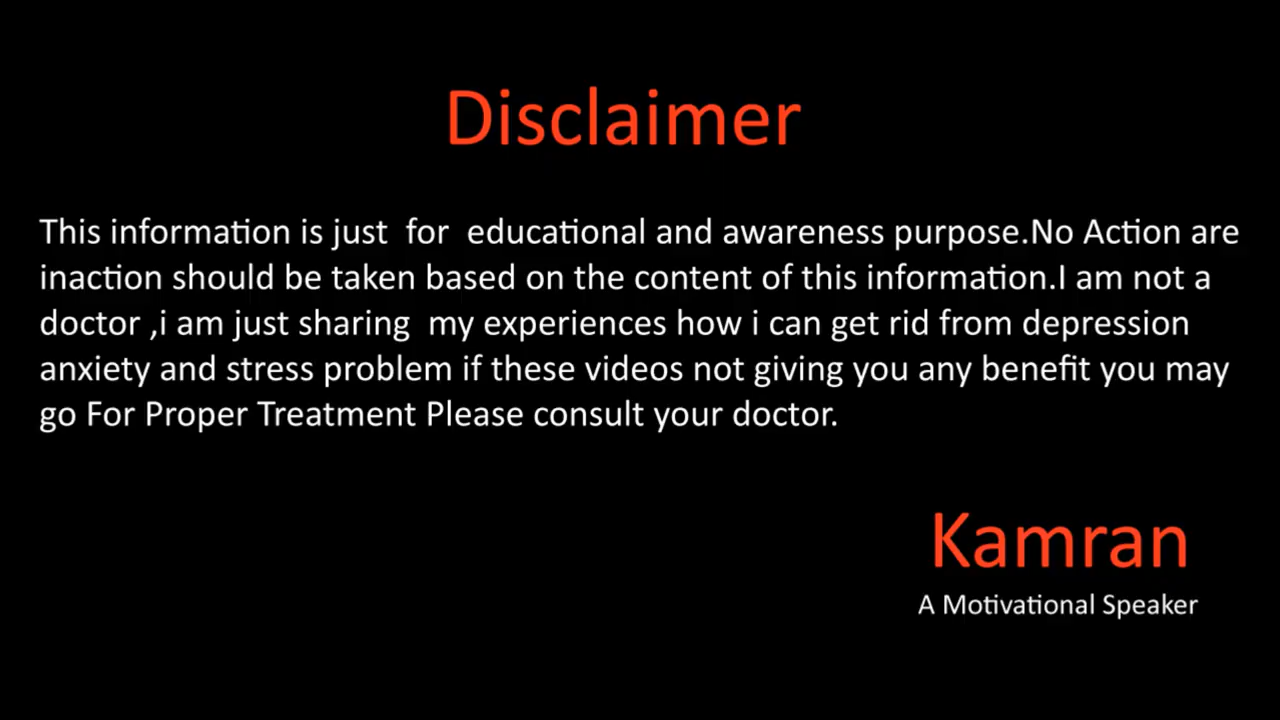 Disclaimer
This information is just  for  educational and awareness purpose.No Action are
inaction should be taken based on the content of this information.I am not a
doctor ,i am just sharing  my experiences how i can get rid from depression
anxiety and stress problem if these videos not giving you any benefit you may
go For Proper Treatment Please consult your doctor.
Kamran
A Motivational Speaker